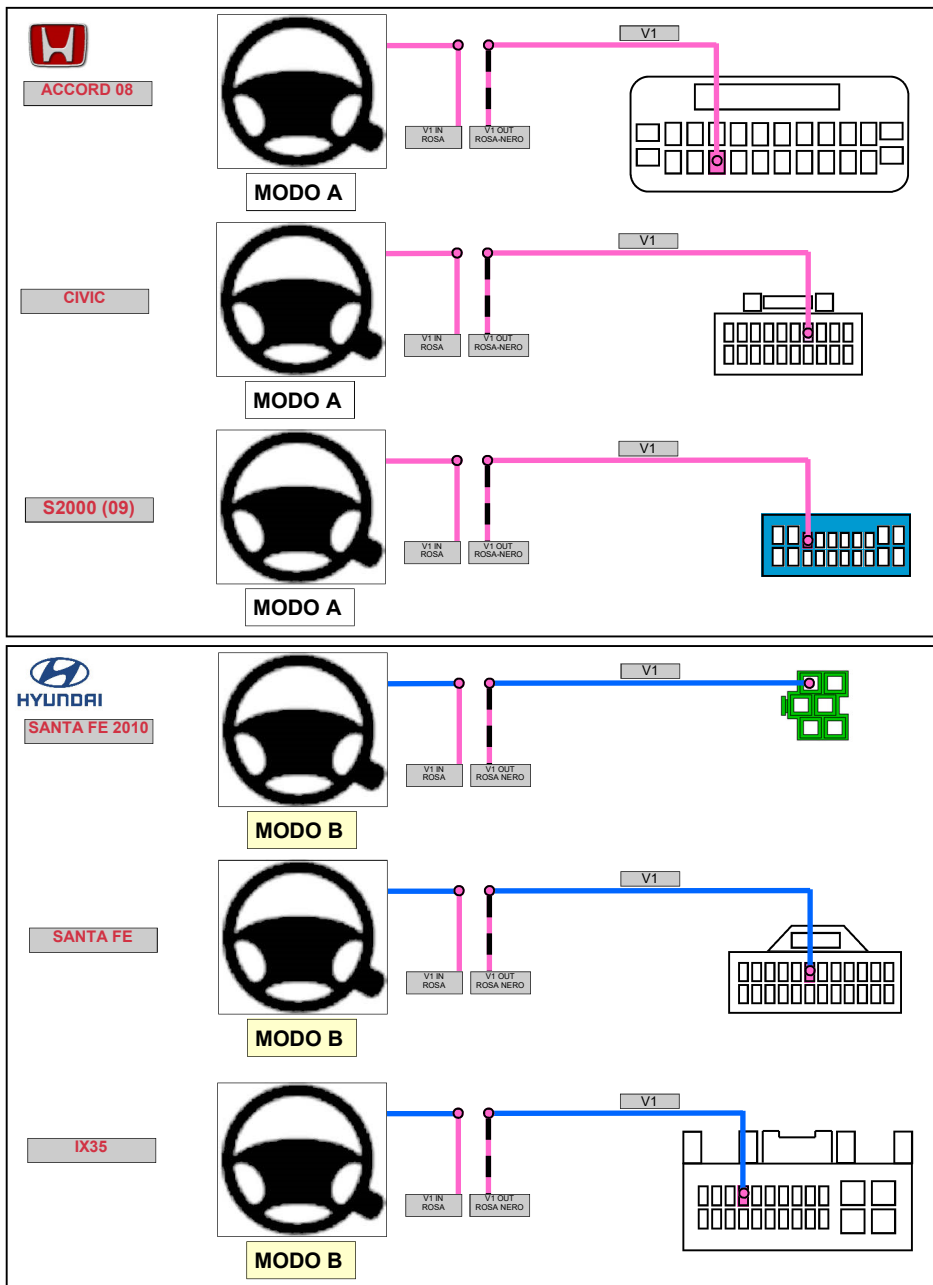 V1
ACCORD 08
V1 IN
ROSA
V1 OUT
ROSA-NERO
MODO A
V1
CIVIC
V1 IN
ROSA
V1 OUT
ROSA-NERO
MODO A
V1
S2000 (09)
V1 IN
ROSA
V1 OUT
ROSA-NERO
MODO A
HYUNDAI
V1
SANTA FE 2010
V1 IN
ROSA
V1 OUT
ROSA NERO
MODO B
V1
SANTA FE
V1 IN
ROSA
V1 OUT
ROSA NERO
MODO B
V1
IX35
V1 IN
ROSA
V1 OUT
ROSA NERO
MODO B